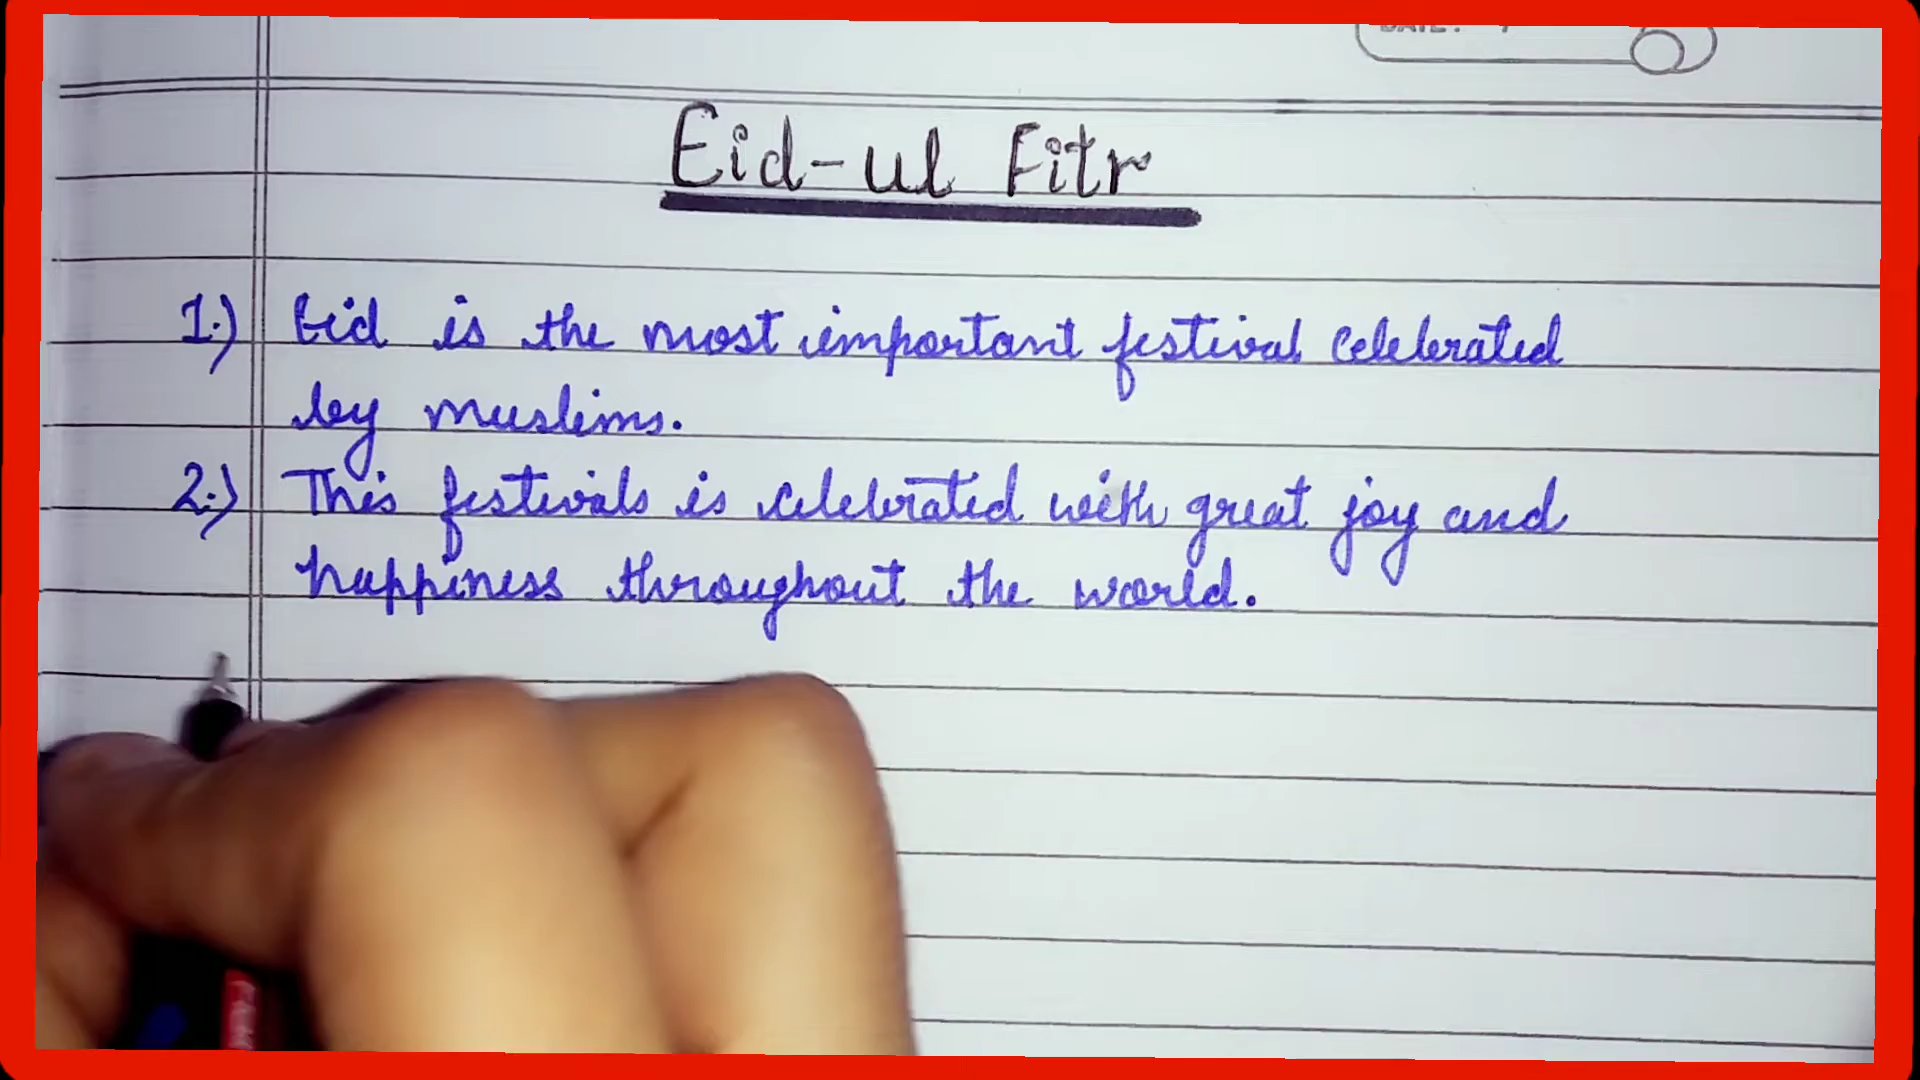 DATE:
Eid-ul Fitr
1.) Eid is the most important festival celebrated
by muslims.
2.) This festivals is celebrated with great joy and
happiness throughout the world.